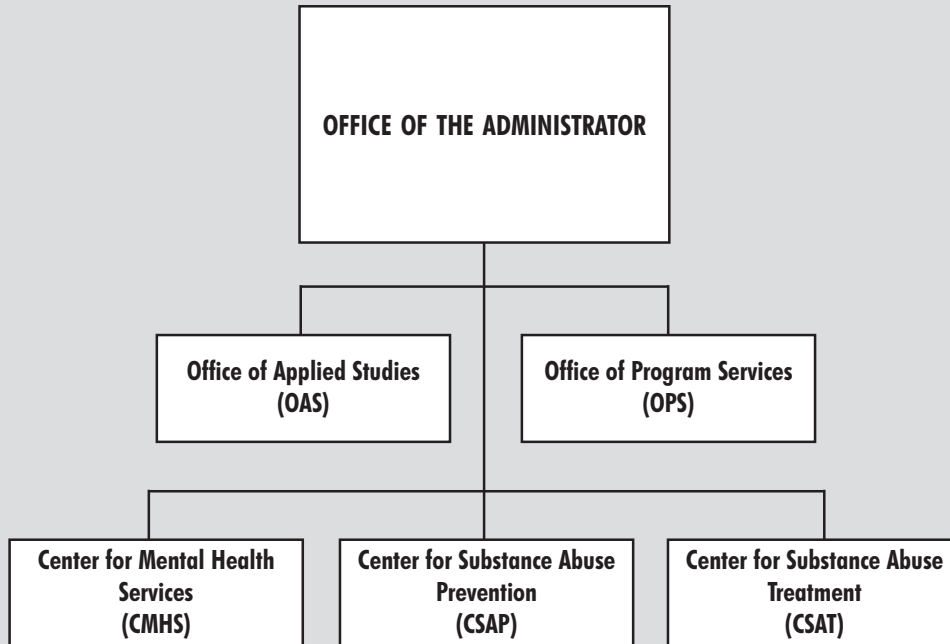 OFFICE OF THE ADMINISTRATOR
Office of Applied Studies
(OAS)
Office of Program Services
(OPS)
Center for Mental Health
Services
(CMHS)
Center for Substance Abuse
Prevention
(CSAP)
Center for Substance Abuse
Treatment
(CSAT)